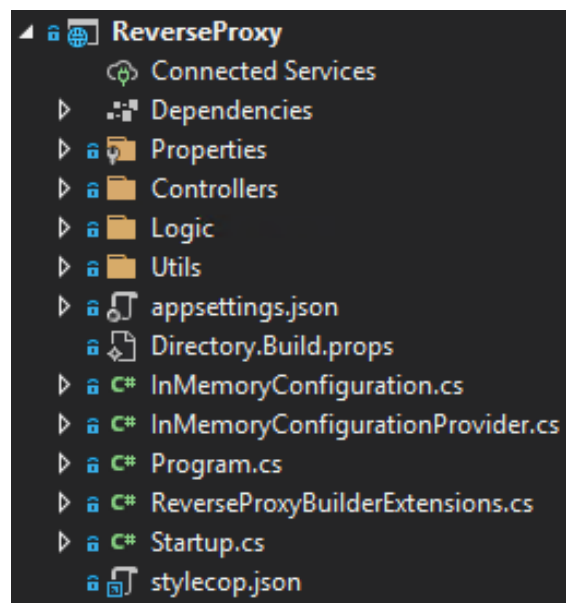 ReverseProxy
Connected Services
Dependencies
Properties
Controllers
Logic
Utils
appsettings.json
Directory.Build.props
C# InMemoryConfiguration.cs
C# InMemoryConfigurationProvider.cs
C# Program.cs
C# ReverseProxyBuilderExtensions.cs
C# Startup.cs
stylecop.json